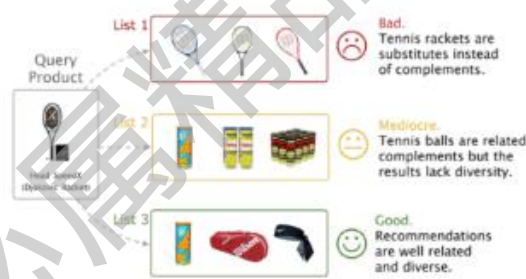 List 1
Bad.
Tennis rackets are
substitutes instead
of complements.
Query
Product
List 2
Mediocre.
Tennis balls are related
complements but the
results lack diversity.
Head SpeedX
List 3
Good.
Recommendations
are well related
and diverse.